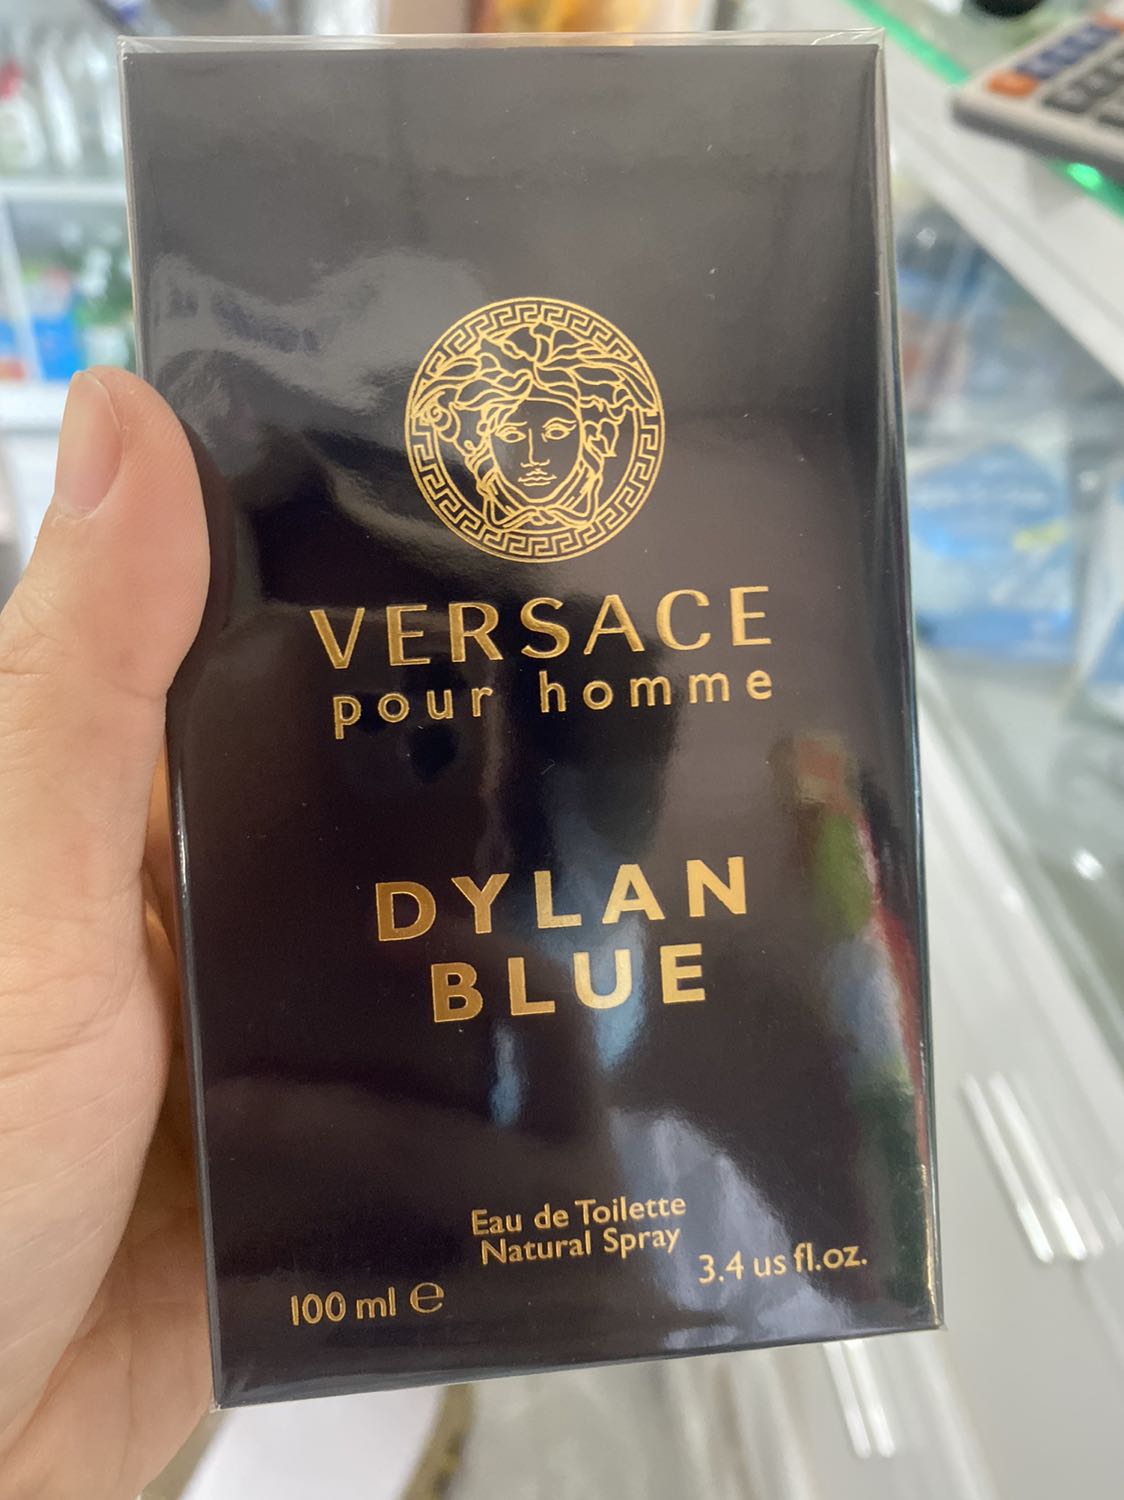 VERSACE
pour homme
DYLAN
BLUE
Eau de Toilette
Natural Spray
100 ml ℮
3.4 us fl.oz.